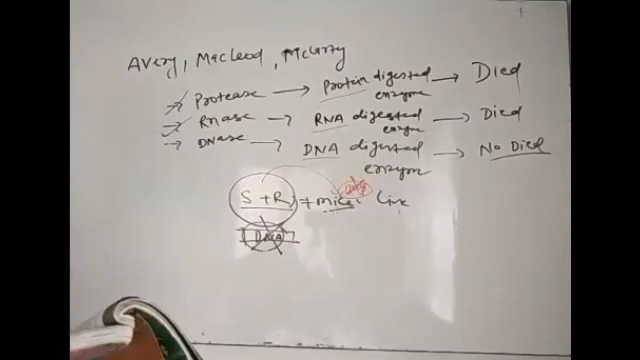 Avery, Macleod, Mccarty
→ Protease → Protein digested enzyme → Died
→ Rnase → RNA digested enzyme → Died
→ DNase → DNA digested enzyme → No Died
S + R → mice Live
DNA